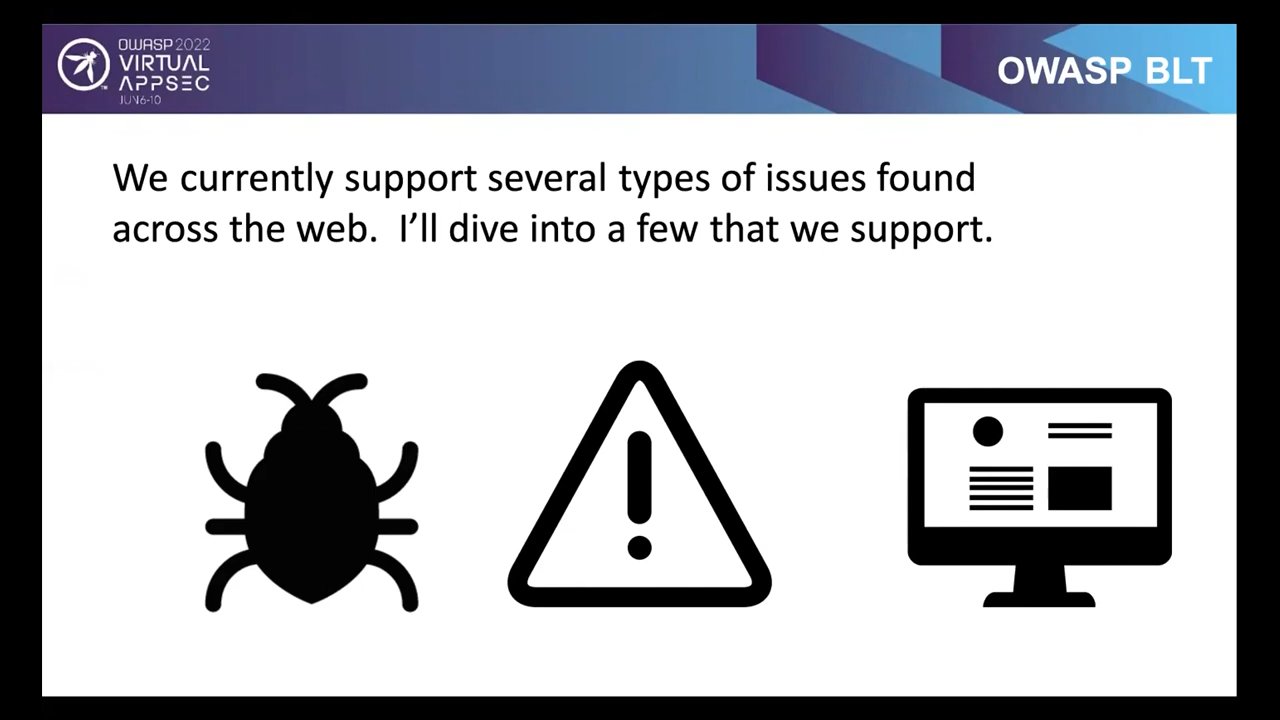 OWASP 2022
VIRTUAL
APPSEC
JUN 6-10
OWASP BLT
We currently support several types of issues found
across the web.  I’ll dive into a few that we support.